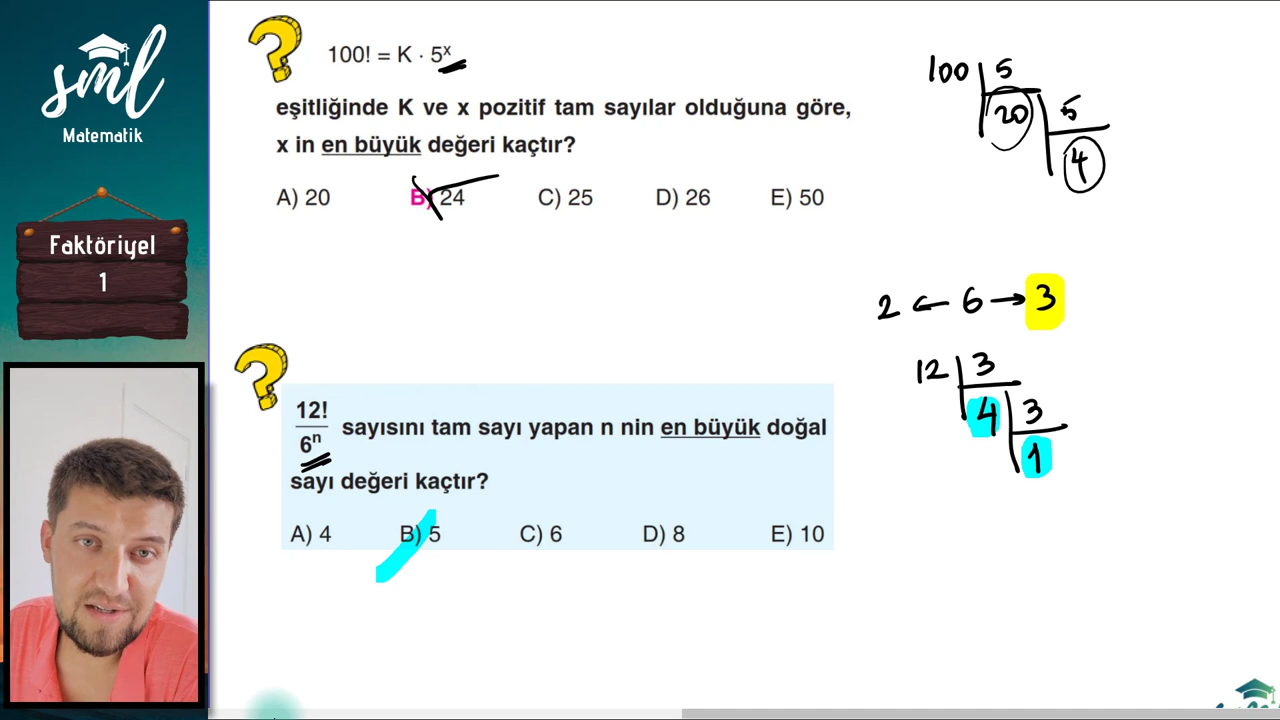 sml
Matematik
Faktöriyel
1
100! = K · 5ˣ
eşitliğinde K ve x pozitif tam sayılar olduğuna göre,
x in en büyük değeri kaçtır?
A) 20 B) 24 C) 25 D) 26 E) 50
100 5
20 5
4
2 ← 6 → 3
12 3
4 3
1
12!
6ⁿ
sayısını tam sayı yapan n nin en büyük doğal
sayı değeri kaçtır?
A) 4 B) 5 C) 6 D) 8 E) 10